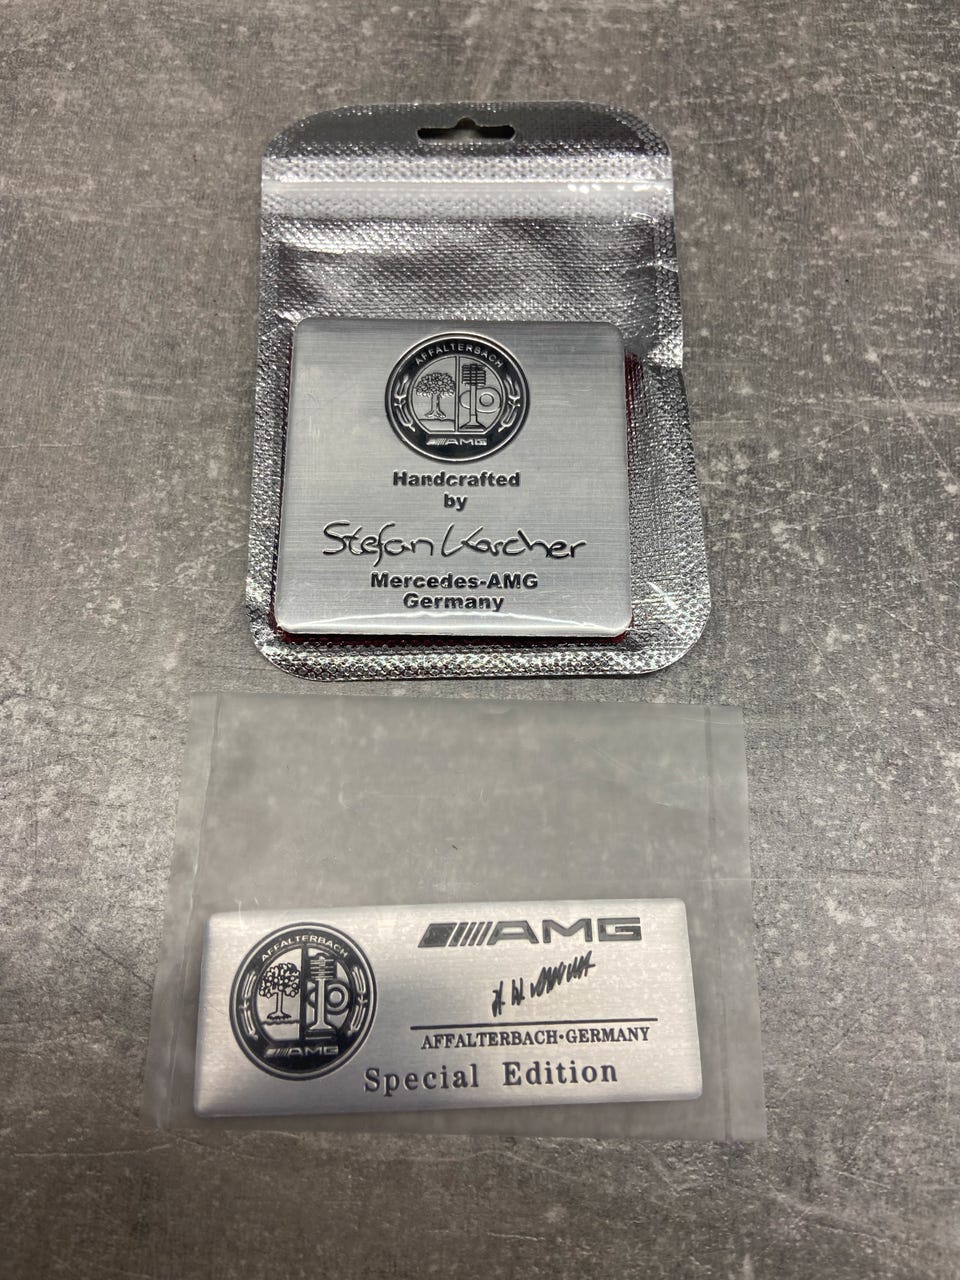 AFFALTERBACH
AMG
Handcrafted
by
Stefan Karcher
Mercedes-AMG
Germany
AFFALTERBACH
AMG
AMG
AFFALTERBACH•GERMANY
Special Edition